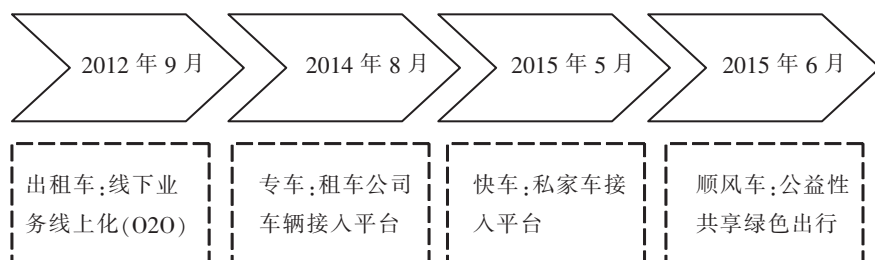 2012 年 9 月
2014 年 8 月
2015 年 5 月
2015 年 6 月
出租车:线下业
务线上化(O2O)
专车:租车公司
车辆接入平台
快车:私家车接
入平台
顺风车:公益性
共享绿色出行